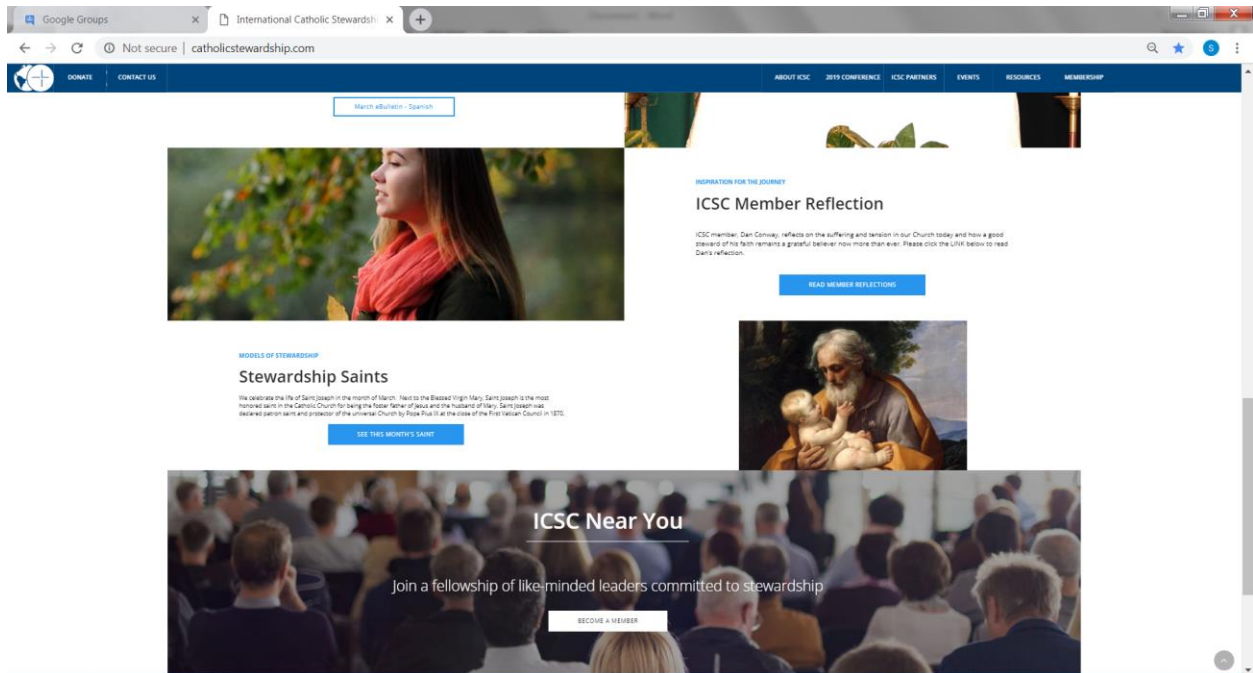 Google Groups
International Catholic Stewardsh
Not secure | catholicstewardship.com
S
DONATE
CONTACT US
ABOUT ICSC
2019 CONFERENCE
ICSC PARTNERS
EVENTS
RESOURCES
MEMBERSHIP
March eBulletin - Spanish
INSPIRATION FOR THE JOURNEY
ICSC Member Reflection
ICSC member, Dan Conway, reflects on the suffering and tension in our Church today and how a good
steward of his faith remains a grateful believer now more than ever. Please click the LINK below to read
Dan's reflection.
READ MEMBER REFLECTIONS
MODELS OF STEWARDSHIP
Stewardship Saints
We celebrate the life of Saint Joseph in the month of March. Next to the Blessed Virgin Mary, Saint Joseph is the most
honored saint in the Catholic Church for being the foster father of Jesus and the husband of Mary. Saint Joseph was
declared patron saint and protector of the universal Church by Pope Pius III at the close of the First Vatican Council in 1870.
SEE THIS MONTH'S SAINT
ICSC Near You
Join a fellowship of like-minded leaders committed to stewardship
BECOME A MEMBER